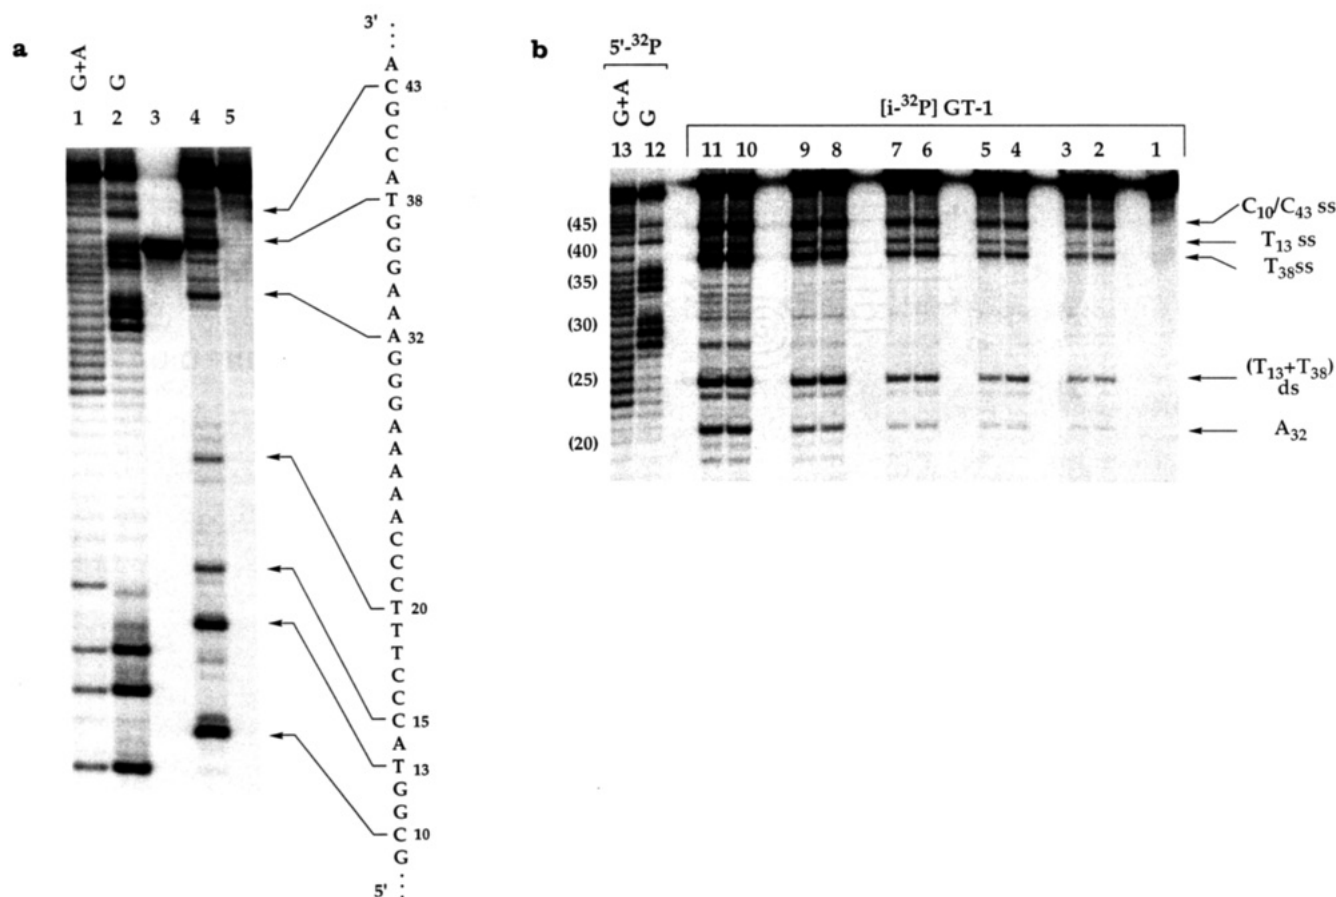 a
G+A G
1 2 3 4 5
3'
A
C 43
G
C
C
A
T 38
G
G
G
A
A
A 32
G
G
G
A
A
A
A
A
C
C
C
T 20
T
T
C
C
C 15
A
T 13
G
G
C 10
G
5'
b
5'-³²P
G+A G
[i-³²P] GT-1
13 12 11 10 9 8 7 6 5 4 3 2 1
(45)
(40)
(35)
(30)
(25)
(20)
C₁₀/C₄₃ ss
T₁₃ ss
T₃₈ss
(T₁₃+T₃₈)
ds
A₃₂